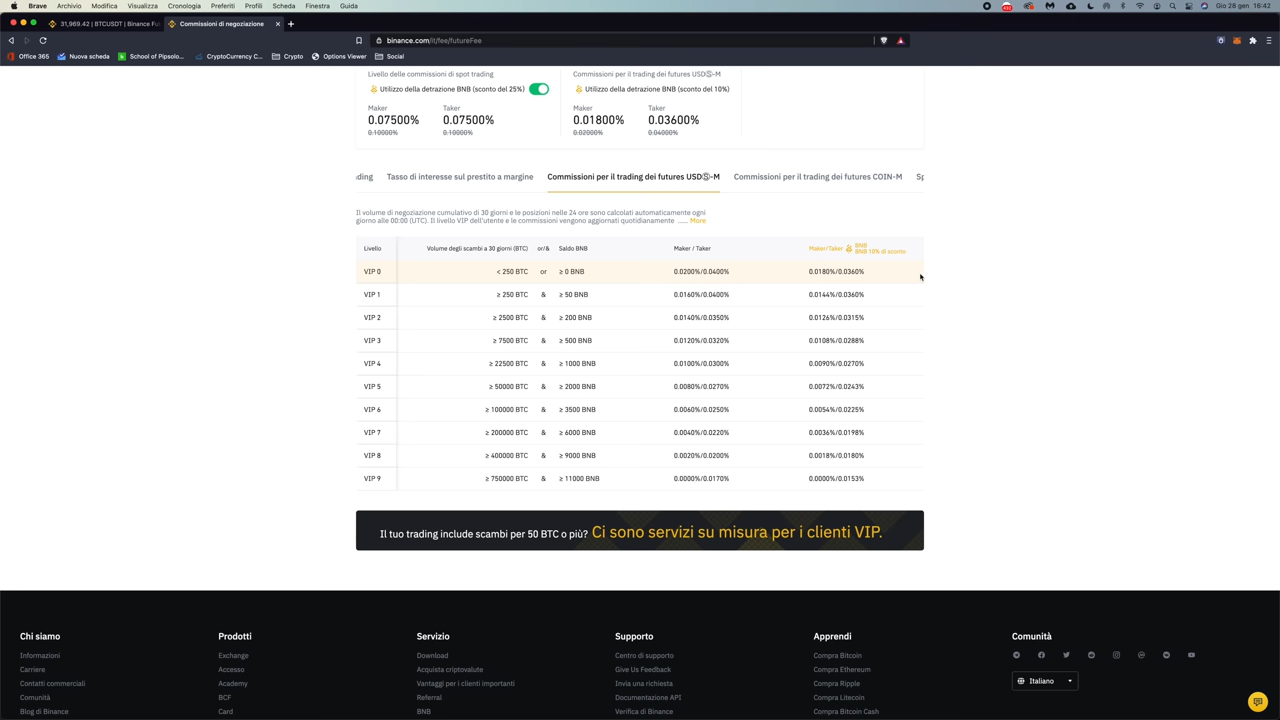 Brave Archivio Modifica Visualizza Cronologia Preferiti Profili Scheda Finestra Guida Gio 28 gen 16:42
31,969.42 | BTCUSDT | Binance Fu Commissioni di negoziazione
binance.com/it/fee/futureFee
Office 365 Nuova scheda School of Pipsolo... CryptoCurrency C... Crypto Options Viewer Social
Livello delle commissioni di spot trading Commissioni per il trading dei futures USDⓈ-M
Utilizzo della detrazione BNB (sconto del 25%) Utilizzo della detrazione BNB (sconto del 10%)
Maker Taker Maker Taker
0.07500% 0.07500% 0.01800% 0.03600%
0.10000% 0.10000% 0.02000% 0.04000%
ding Tasso di interesse sul prestito a margine Commissioni per il trading dei futures USDⓈ-M Commissioni per il trading dei futures COIN-M Sp
Il volume di negoziazione cumulativo di 30 giorni e le posizioni nelle 24 ore sono calcolati automaticamente ogni
giorno alle 00:00 (UTC). Il livello VIP dell'utente e le commissioni vengono aggiornati quotidianamente ...... More
Livello Volume degli scambi a 30 giorni (BTC) or/& Saldo BNB Maker / Taker Maker/Taker BNB
BNB 10% di sconto
VIP 0 < 250 BTC or ≥ 0 BNB 0.0200%/0.0400% 0.0180%/0.0360%
VIP 1 ≥ 250 BTC & ≥ 50 BNB 0.0160%/0.0400% 0.0144%/0.0360%
VIP 2 ≥ 2500 BTC & ≥ 200 BNB 0.0140%/0.0350% 0.0126%/0.0315%
VIP 3 ≥ 7500 BTC & ≥ 500 BNB 0.0120%/0.0320% 0.0108%/0.0288%
VIP 4 ≥ 22500 BTC & ≥ 1000 BNB 0.0100%/0.0300% 0.0090%/0.0270%
VIP 5 ≥ 50000 BTC & ≥ 2000 BNB 0.0080%/0.0270% 0.0072%/0.0243%
VIP 6 ≥ 100000 BTC & ≥ 3500 BNB 0.0060%/0.0250% 0.0054%/0.0225%
VIP 7 ≥ 200000 BTC & ≥ 6000 BNB 0.0040%/0.0220% 0.0036%/0.0198%
VIP 8 ≥ 400000 BTC & ≥ 9000 BNB 0.0020%/0.0200% 0.0018%/0.0180%
VIP 9 ≥ 750000 BTC & ≥ 11000 BNB 0.0000%/0.0170% 0.0000%/0.0153%
Il tuo trading include scambi per 50 BTC o più? Ci sono servizi su misura per i clienti VIP.
Chi siamo Prodotti Servizio Supporto Apprendi Comunità
Informazioni Exchange Download Centro di supporto Compra Bitcoin
Carriere Accesso Acquista criptovalute Give Us Feedback Compra Ethereum
Contatti commerciali Academy Vantaggi per i clienti importanti Invia una richiesta Compra Ripple Italiano
Comunità BCF Referral Documentazione API Compra Litecoin
Blog di Binance Card BNB Verifica di Binance Compra Bitcoin Cash